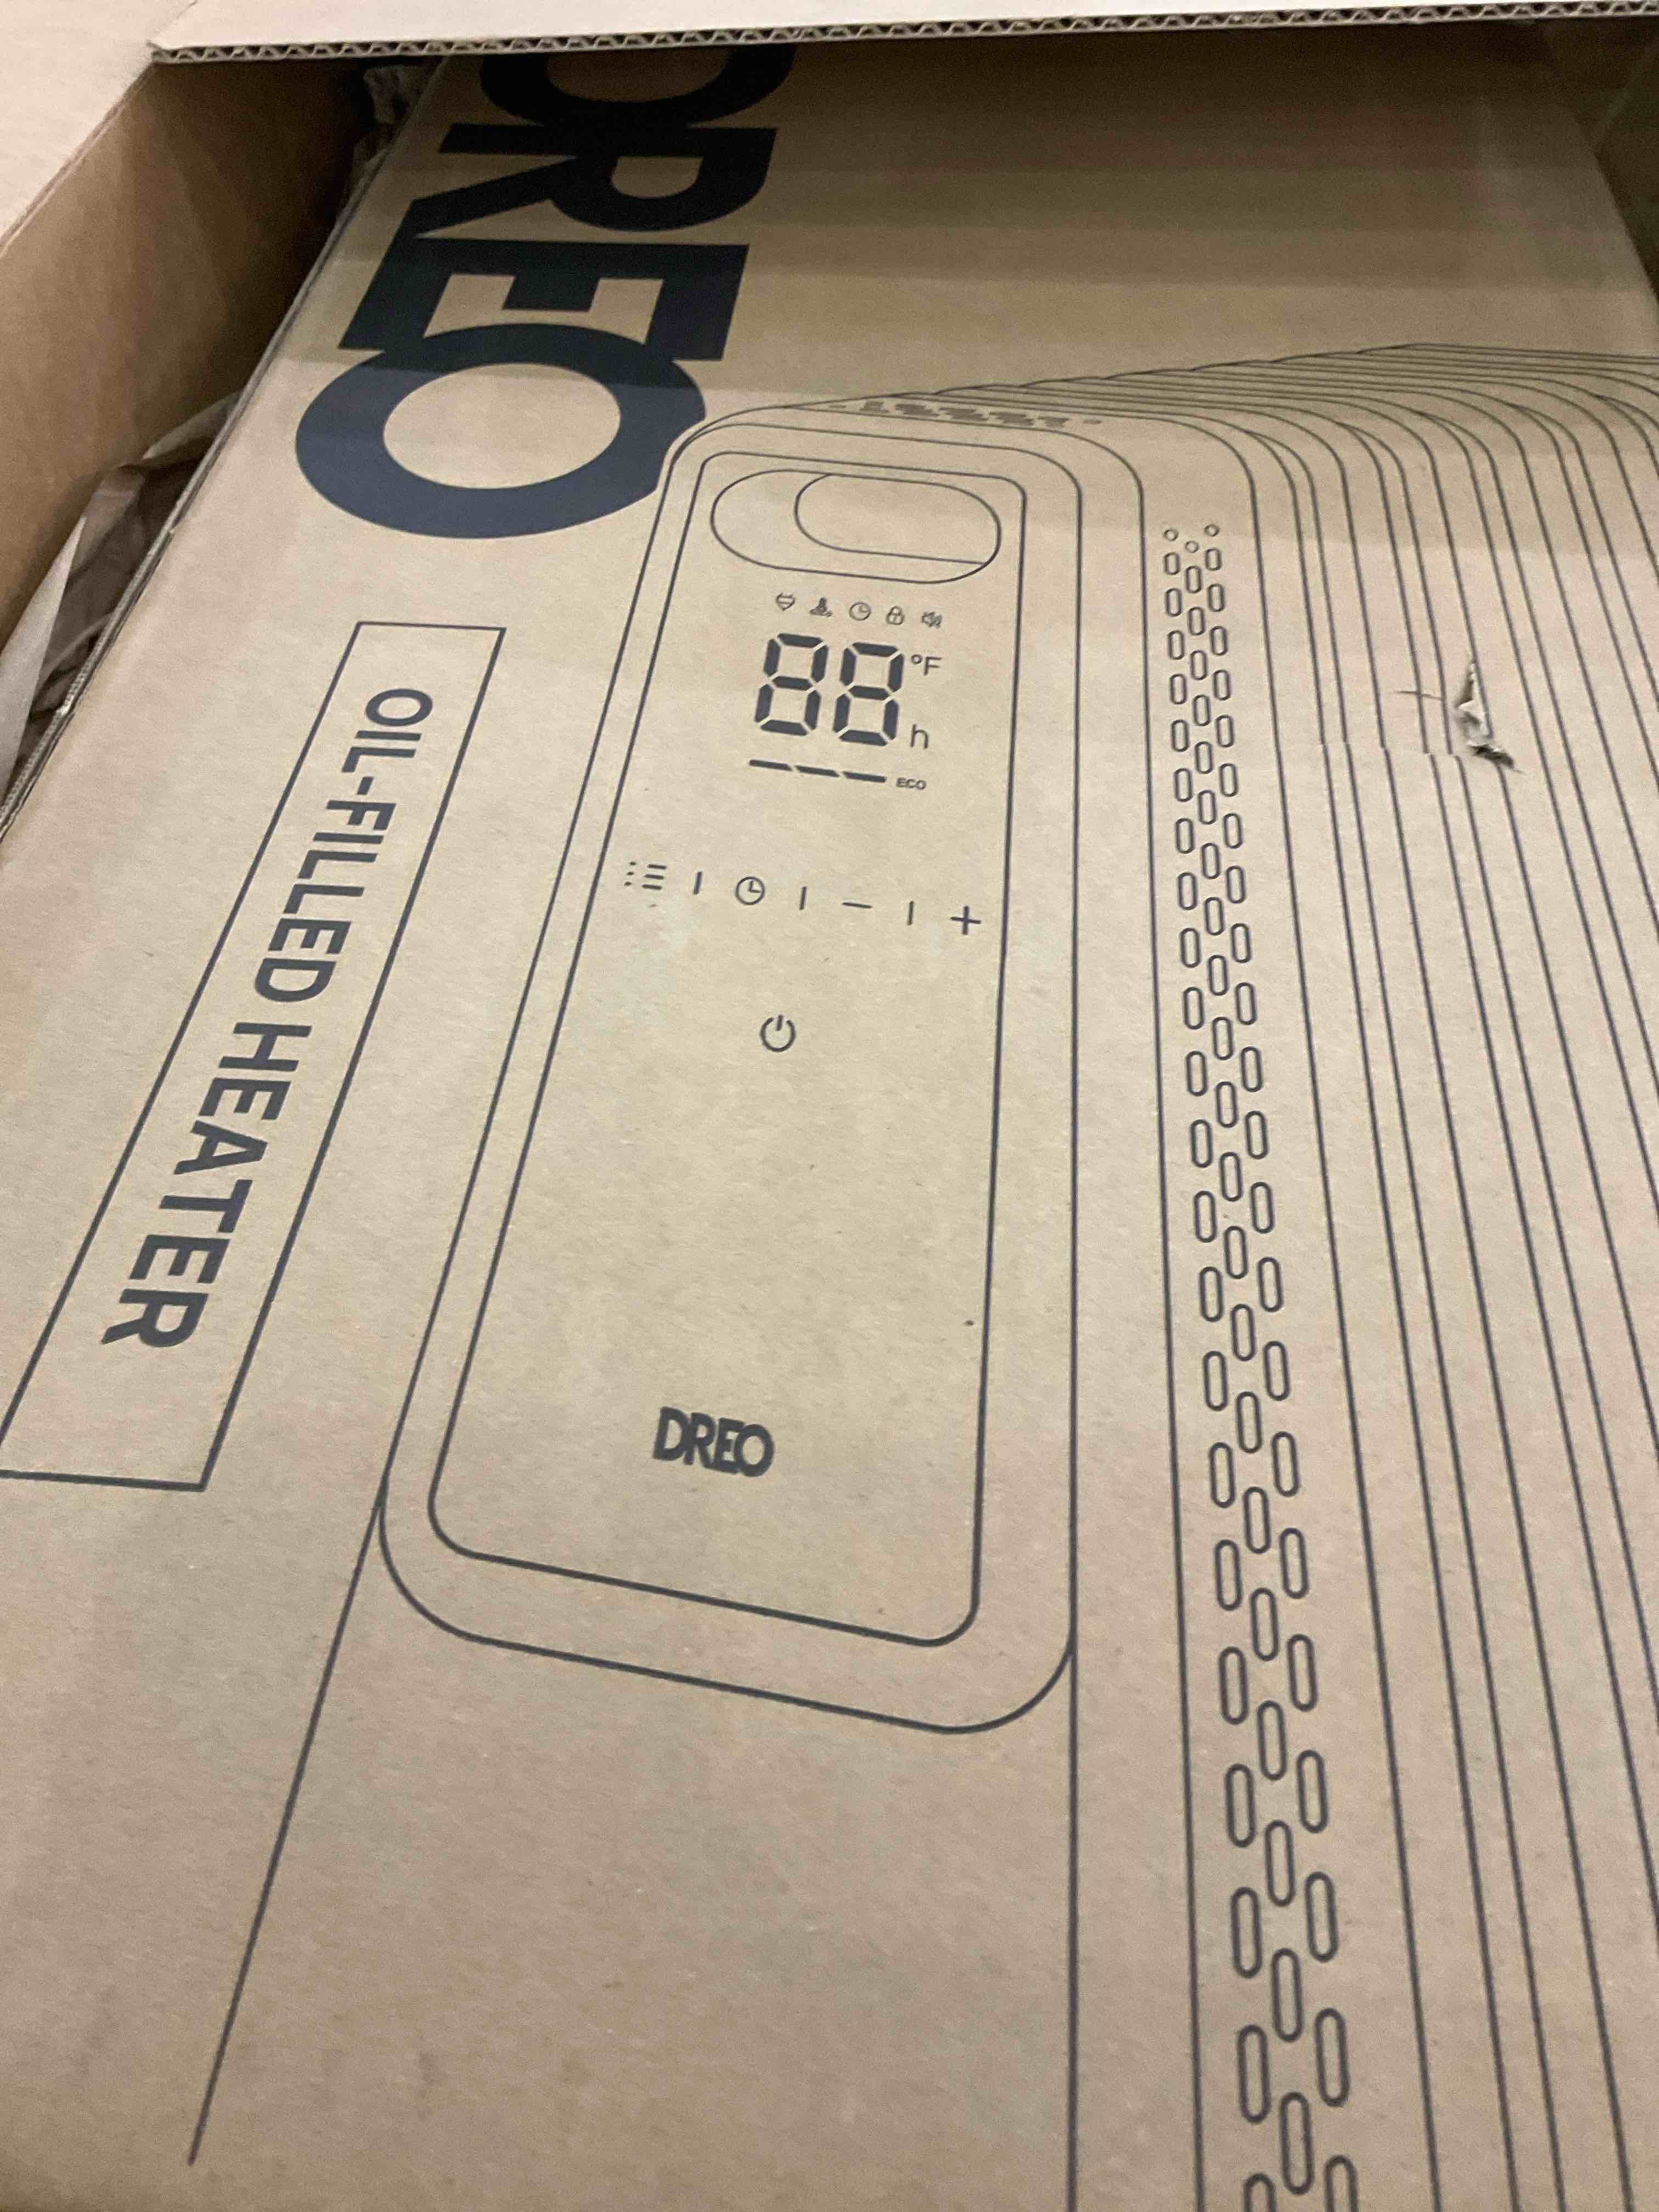 DREO
OIL-FILLED HEATER
88 °F
h
ECO
DREO